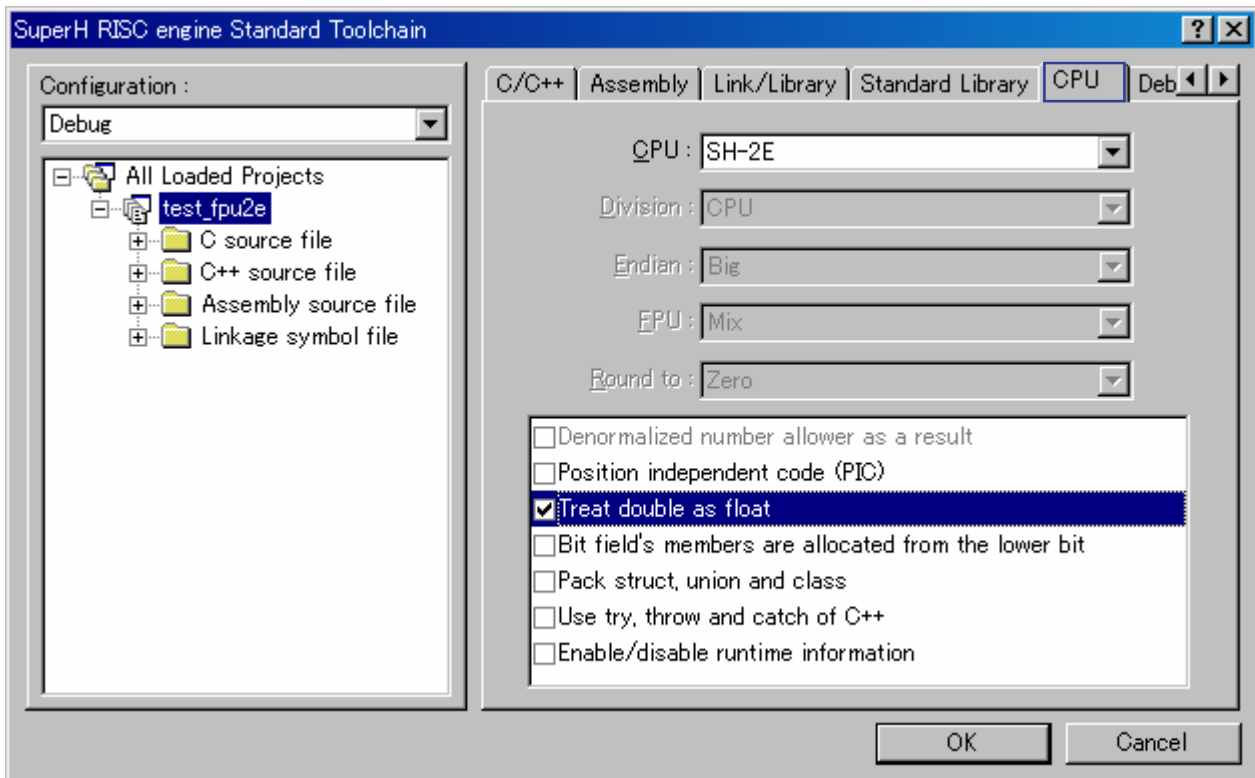 SuperH RISC engine Standard Toolchain
Configuration :
Debug
All Loaded Projects
test_fpu2e
C source file
C++ source file
Assembly source file
Linkage symbol file
C/C++ Assembly Link/Library Standard Library CPU Deb
CPU : SH-2E
Division : CPU
Endian : Big
FPU : Mix
Round to : Zero
Denormalized number allower as a result
Position independent code (PIC)
Treat double as float
Bit field's members are allocated from the lower bit
Pack struct, union and class
Use try, throw and catch of C++
Enable/disable runtime information
OK Cancel